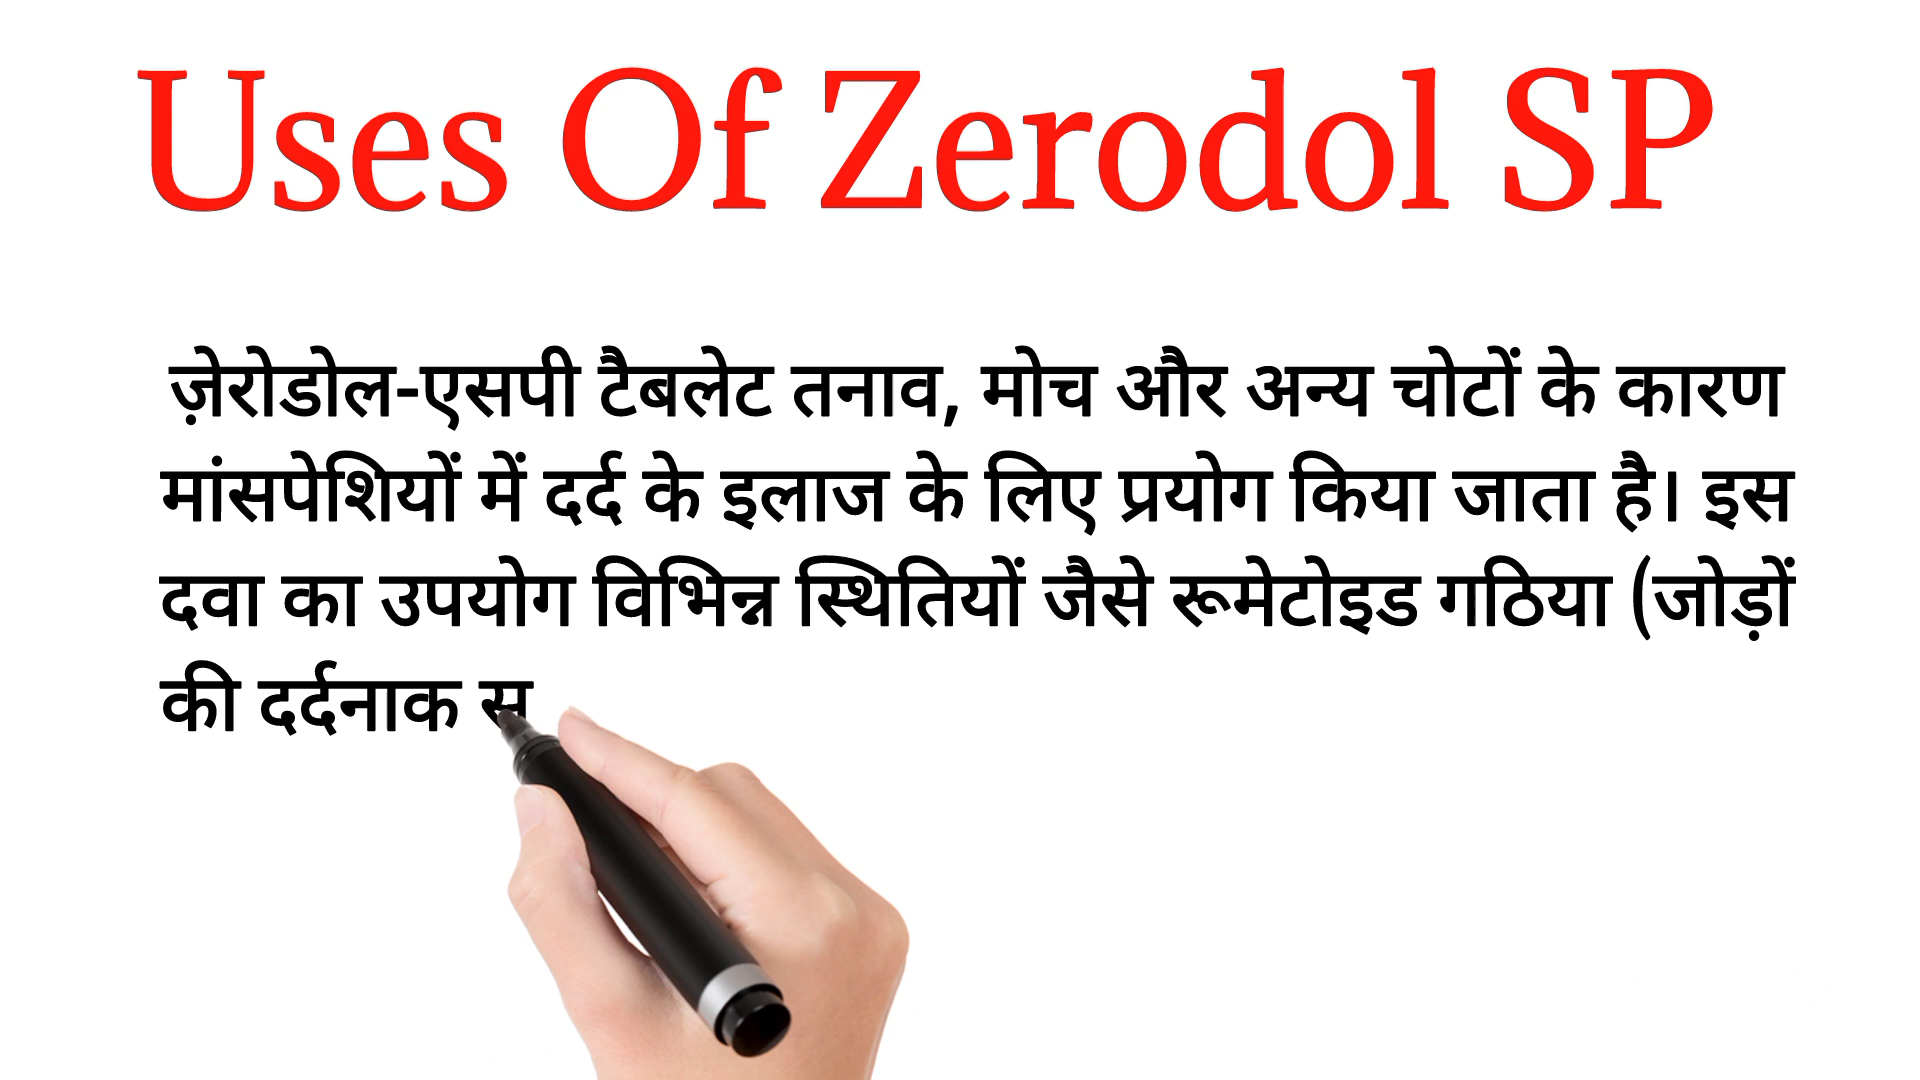 Uses Of Zerodol SP
ज़ेरोडोल-एसपी टैबलेट तनाव, मोच और अन्य चोटों के कारण
मांसपेशियों में दर्द के इलाज के लिए प्रयोग किया जाता है। इस
दवा का उपयोग विभिन्न स्थितियों जैसे रूमेटोइड गठिया (जोड़ों
की दर्दनाक स